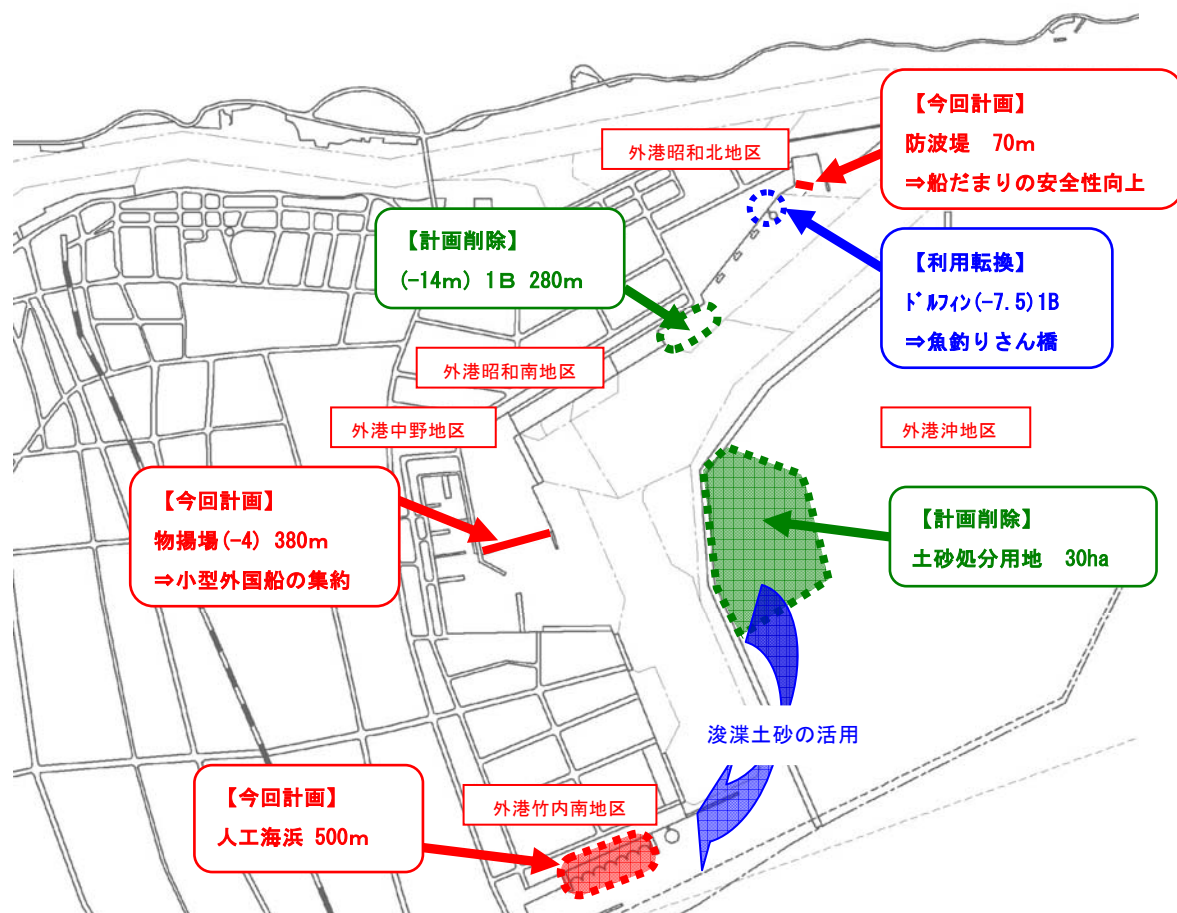 【今回計画】
防波堤 70m
⇒船だまりの安全性向上
外港昭和北地区
【計画削除】
(-14m) 1B 280m
【利用転換】
ﾄﾞﾙﾌｨﾝ(-7.5)1B
⇒魚釣りさん橋
外港昭和南地区
外港中野地区
外港沖地区
【今回計画】
物揚場(-4) 380m
⇒小型外国船の集約
【計画削除】
土砂処分用地 30ha
浚渫土砂の活用
【今回計画】
人工海浜 500m
外港竹内南地区